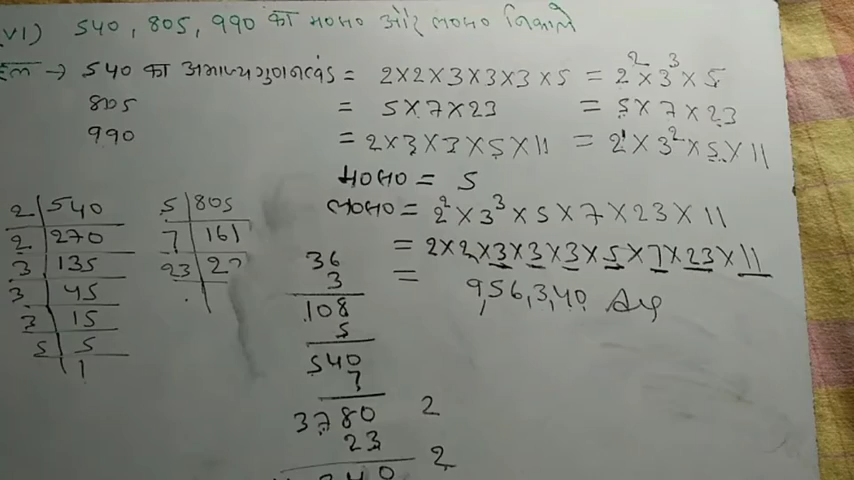 VI) 540, 805, 990 का म०स० और ल०स० निकाले
हल → 540 का अभाज्य गुणनखंड = 2×2×3×3×3×5 = 2² × 3³ × 5
805 = 5×7×23 = 5×7×23
990 = 2×3×3×5×11 = 2¹ × 3² × 5 × 11
म०स० = 5
ल०स० = 2² × 3³ × 5 × 7 × 23 × 11
= 2×2×3×3×3×5×7×23×11
= 9,56,3,40 Ans
2 | 540
2 | 270
3 | 135
3 | 45
3 | 15
5 | 5
1
5 | 805
7 | 161
23 | 23
36
3
108
5
540
7
3780 2
23
2